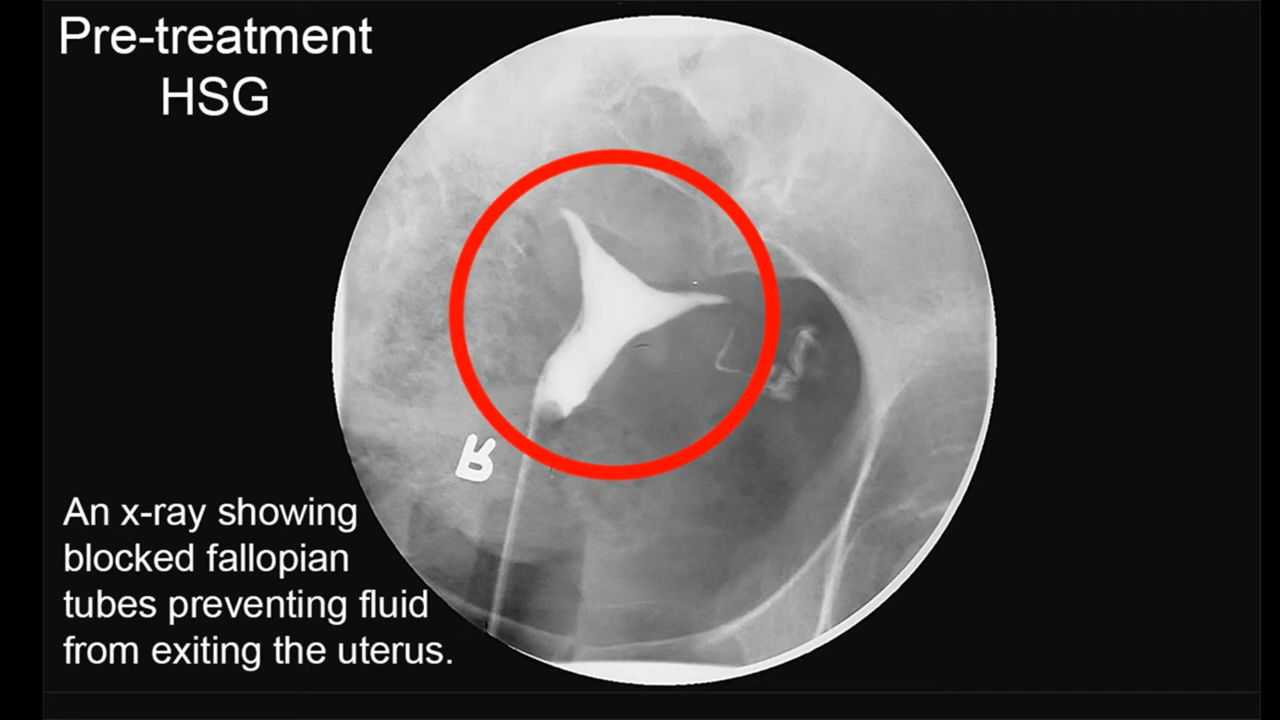 Pre-treatment
HSG
R
An x-ray showing
blocked fallopian
tubes preventing fluid
from exiting the uterus.